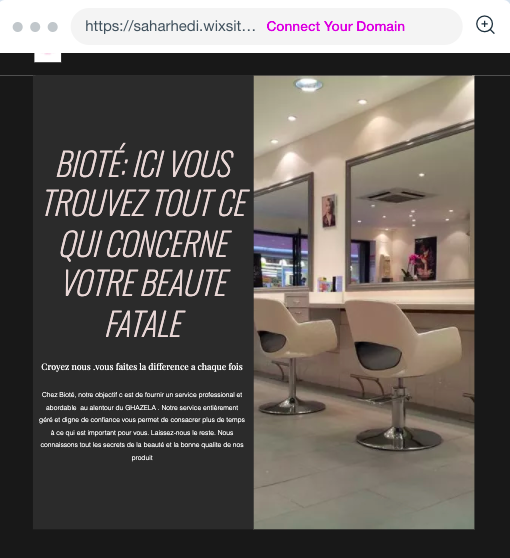 https://saharhedi.wixsit... Connect Your Domain
BIOTÉ: ICI VOUS
TROUVEZ TOUT CE
QUI CONCERNE
VOTRE BEAUTE
FATALE
Croyez nous .vous faites la difference a chaque fois
Chez Bioté, notre objectif c est de fournir un service professional et
abordable au alentour du GHAZELA . Notre service entièrement
géré et digne de confiance vous permet de consacrer plus de temps
à ce qui est important pour vous. Laissez-nous le reste. Nous
connaissons tout les secrets de la beauté et la bonne qualite de nos
produit